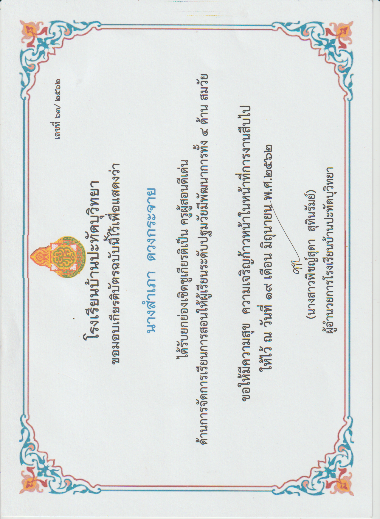 เลขที่ ๖๗/ ๒๕๖๒
โรงเรียนบ้านปะทัดบุวิทยา
ขอมอบเกียรติบัตรฉบับนี้ไว้เพื่อแสดงว่า
นางลำเภา ดวงกระจาย
ได้รับยกย่องเชิดชูเกียรติเป็น ครูผู้สอนดีเด่น
ด้านการจัดการเรียนการสอนให้ผู้เรียนระดับปฐมวัยมีพัฒนาการทั้ง ๔ ด้าน สมวัย
ขอให้มีความสุข ความเจริญก้าวหน้าในหน้าที่การงานสืบไป
ให้ไว้ ณ วันที่ ๑๙ เดือน มิถุนายน พ.ศ.๒๕๖๒
(นางสาวพิชญ์สุดา สุทินรัมย์)
ผู้อำนวยการโรงเรียนบ้านปะทัดบุวิทยา